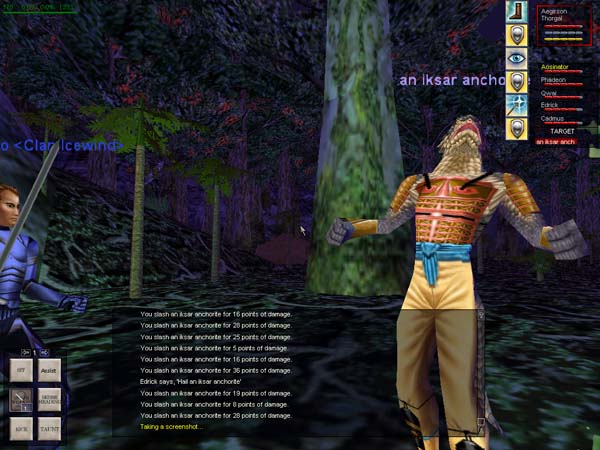 Aegirson
Thorgal
an iksar ancho
Aosinator
Phadeon
Qwai
Edrick
Cadmus
TARGET
an iksar anch
o <Clan Icewind>
You slash an iksar anchorite for 16 points of damage.
You slash an iksar anchorite for 28 points of damage.
You slash an iksar anchorite for 25 points of damage.
You slash an iksar anchorite for 5 points of damage.
You slash an iksar anchorite for 16 points of damage.
You slash an iksar anchorite for 36 points of damage.
Edrick says, 'Hail an iksar anchorite'
You slash an iksar anchorite for 19 points of damage.
You slash an iksar anchorite for 8 points of damage.
You slash an iksar anchorite for 28 points of damage.
Taking a screenshot...
1
SIT
Assist
KICK
TAUNT